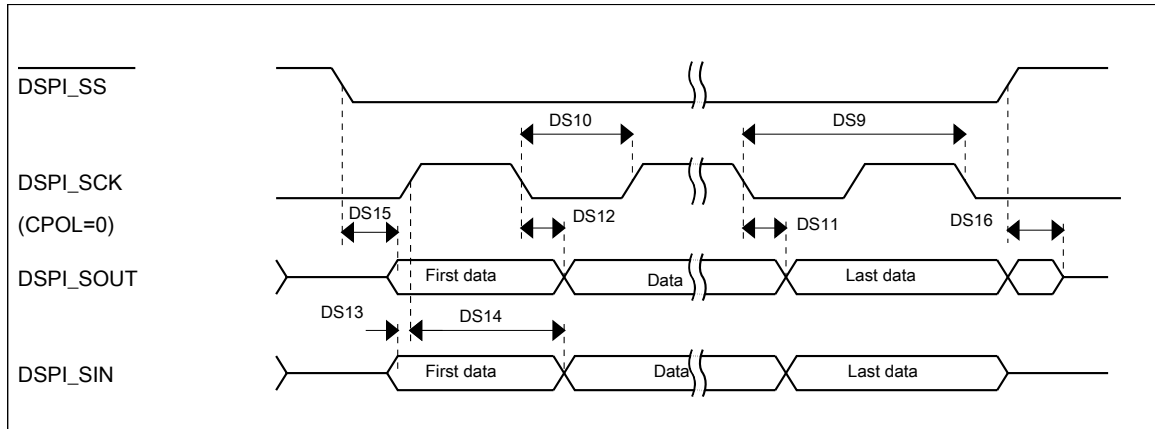 DSPI_SS
DS10
DS9
DSPI_SCK
(CPOL=0)
DS15
DS12
DS11
DS16
DSPI_SOUT
First data
Data
Last data
DS13
DS14
DSPI_SIN
First data
Data
Last data